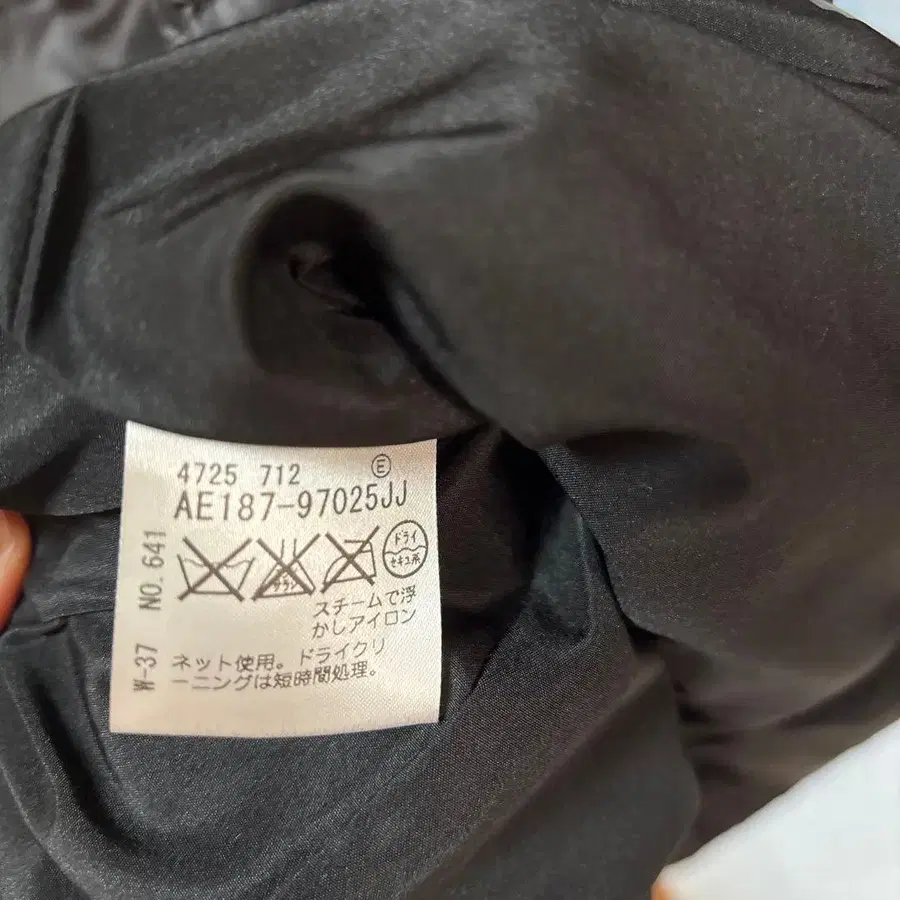 4725 712 Ⓔ
AE187-97025JJ
NO.641
ドライ
セキユ系
スチームで浮
かしアイロン
W-37
ネット使用。ドライクリ
ーニングは短時間処理。